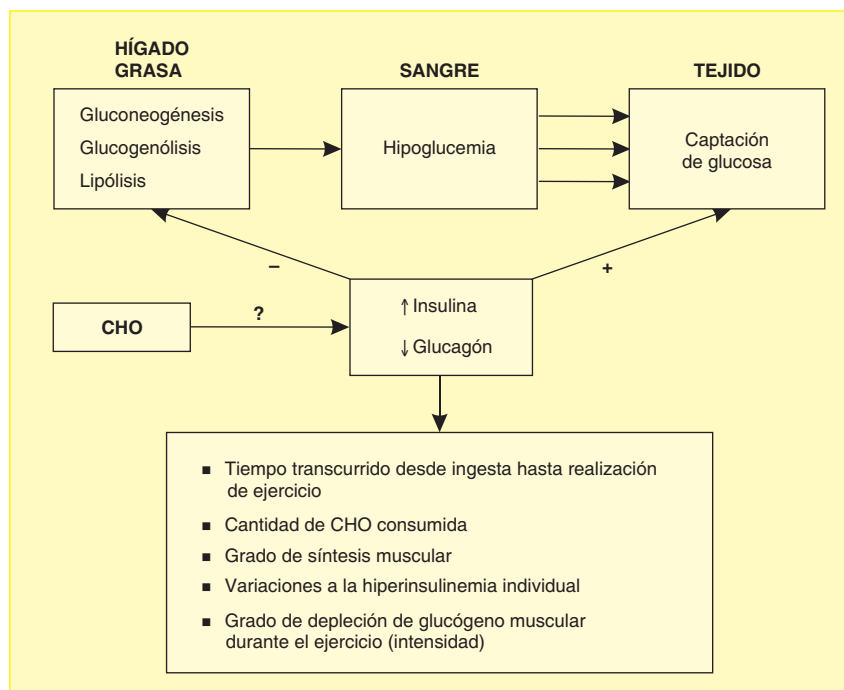 HÍGADO
GRASA
SANGRE
TEJIDO
Gluconeogénesis
Glucogenólisis
Lipólisis
Hipoglucemia
Captación
de glucosa
–
+
CHO
?
↑ Insulina
↓ Glucagón
■ Tiempo transcurrido desde ingesta hasta realización
de ejercicio
■ Cantidad de CHO consumida
■ Grado de síntesis muscular
■ Variaciones a la hiperinsulinemia individual
■ Grado de depleción de glucógeno muscular
durante el ejercicio (intensidad)